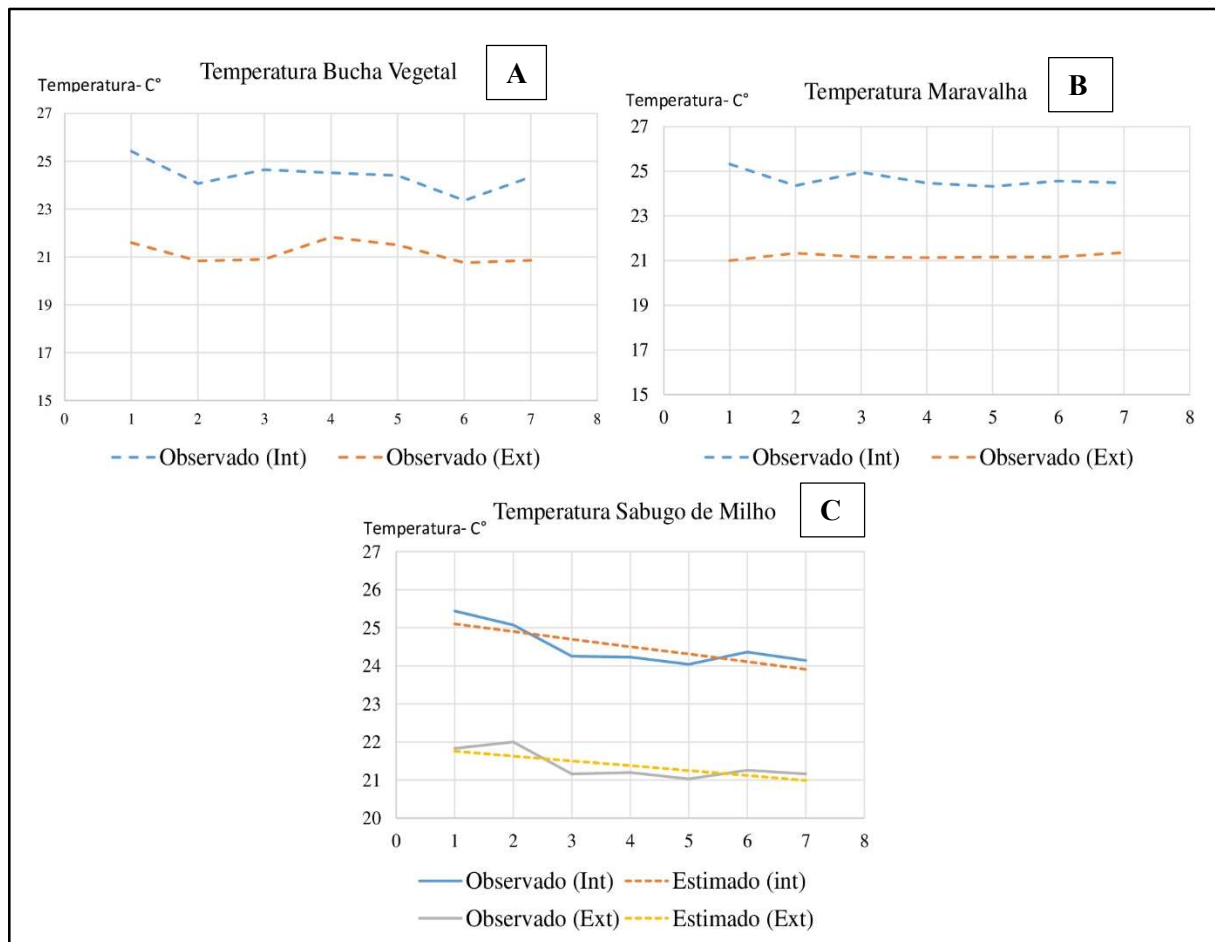 Temperatura Bucha Vegetal
A
Temperatura- C°
27
25
23
21
19
17
15
0 1 2 3 4 5 6 7 8
Observado (Int) Observado (Ext)
Temperatura Maravalha
B
Temperatura- C°
27
25
23
21
19
17
15
0 1 2 3 4 5 6 7 8
Observado (Int) Observado (Ext)
Temperatura Sabugo de Milho
C
Temperatura- C°
27
26
25
24
23
22
21
20
0 1 2 3 4 5 6 7 8
Observado (Int) Estimado (int)
Observado (Ext) Estimado (Ext)